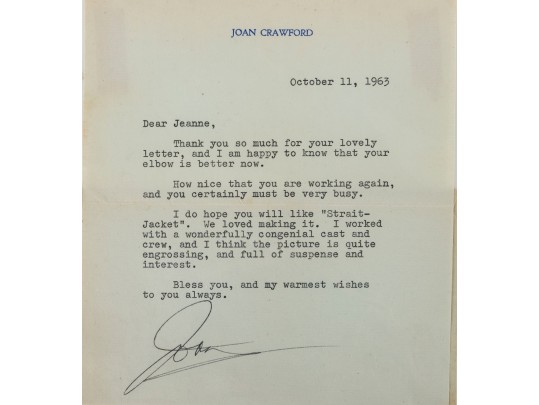 JOAN CRAWFORD
October 11, 1963
Dear Jeanne,
Thank you so much for your lovely
letter, and I am happy to know that your
elbow is better now.
How nice that you are working again,
and you certainly must be very busy.
I do hope you will like "Strait-
Jacket". We loved making it. I worked
with a wonderfully congenial cast and
crew, and I think the picture is quite
engrossing, and full of suspense and
interest.
Bless you, and my warmest wishes
to you always.
Joan